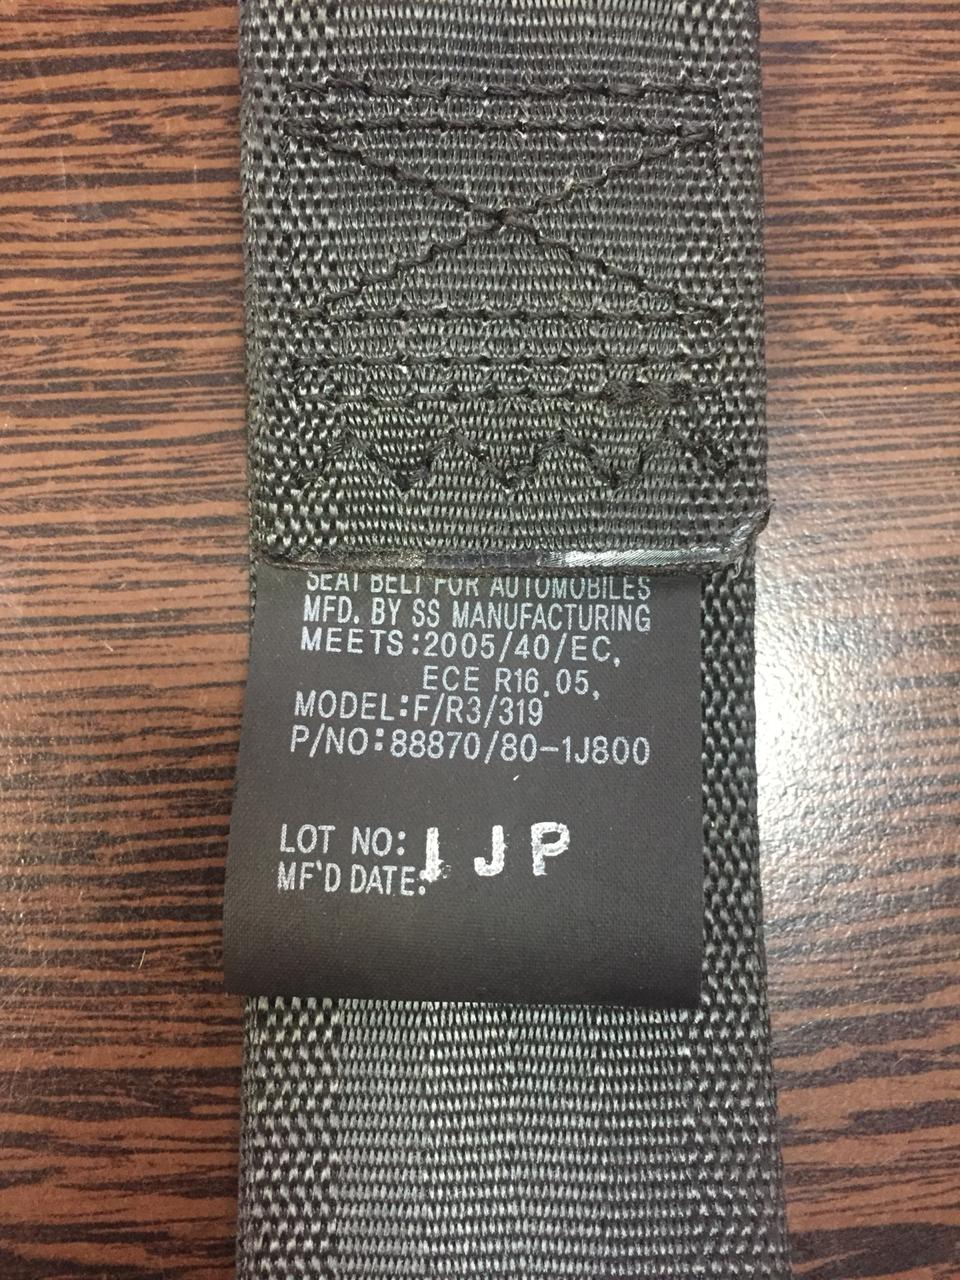 SEAT BELT FOR AUTOMOBILES
MFD. BY SS MANUFACTURING
MEETS:2005/40/EC,
ECE R16.05,
MODEL:F/R3/319
P/NO:88870/80-1J800
LOT NO: 1 J P
MF'D DATE: